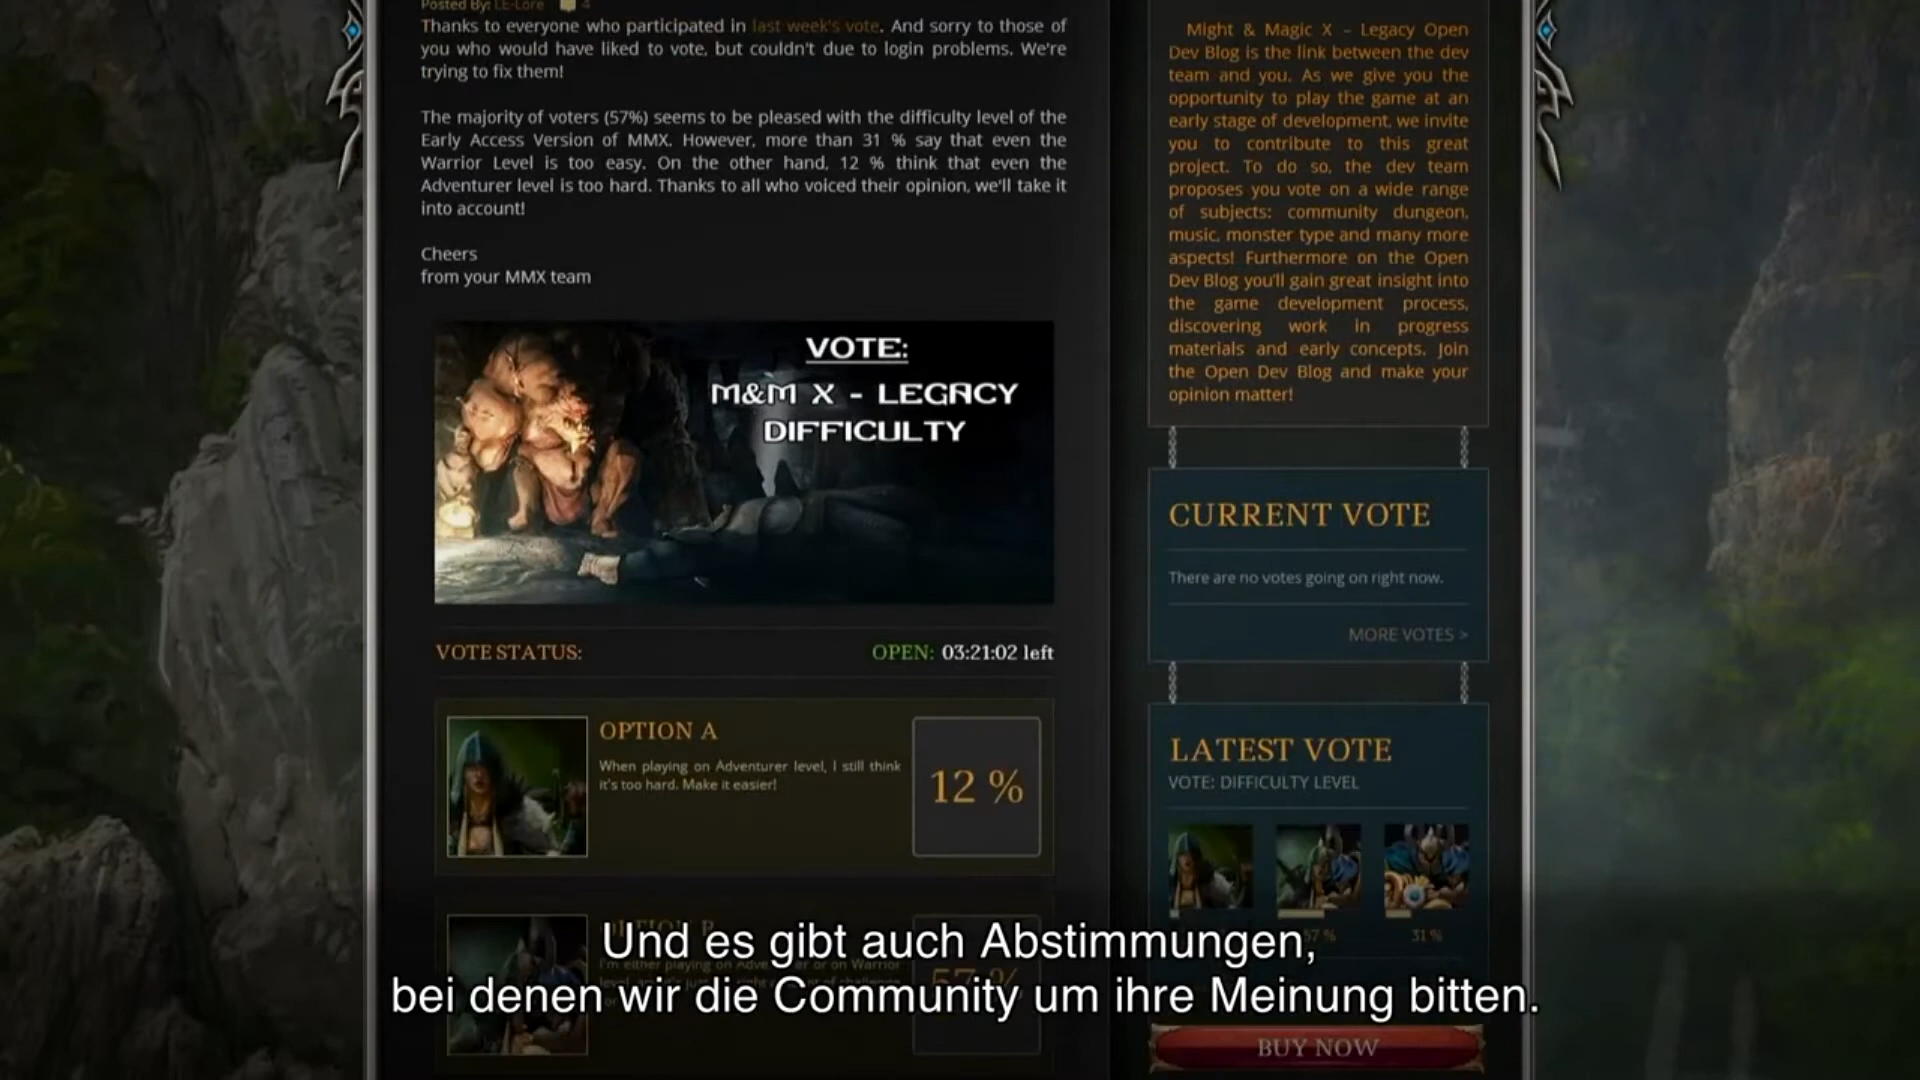 Posted By: LE-Lore 4
Thanks to everyone who participated in last week's vote. And sorry to those of
you who would have liked to vote, but couldn't due to login problems. We're
trying to fix them!
The majority of voters (57%) seems to be pleased with the difficulty level of the
Early Access Version of MMX. However, more than 31 % say that even the
Warrior Level is too easy. On the other hand, 12 % think that even the
Adventurer level is too hard. Thanks to all who voiced their opinion, we'll take it
into account!
Cheers
from your MMX team
VOTE:
M&M X - LEGACY
DIFFICULTY
VOTE STATUS:
OPEN: 03:21:02 left
OPTION A
When playing on Adventurer level, I still think
it's too hard. Make it easier!
12 %
OPTION B
I'm either playing on Adventurer or on Warrior
57 %
Might & Magic X – Legacy Open
Dev Blog is the link between the dev
team and you. As we give you the
opportunity to play the game at an
early stage of development, we invite
you to contribute to this great
project. To do so, the dev team
proposes you vote on a wide range
of subjects: community dungeon,
music, monster type and many more
aspects! Furthermore on the Open
Dev Blog you'll gain great insight into
the game development process,
discovering work in progress
materials and early concepts. Join
the Open Dev Blog and make your
opinion matter!
CURRENT VOTE
There are no votes going on right now.
MORE VOTES >
LATEST VOTE
VOTE: DIFFICULTY LEVEL
57 %
31 %
BUY NOW
Und es gibt auch Abstimmungen,
bei denen wir die Community um ihre Meinung bitten.